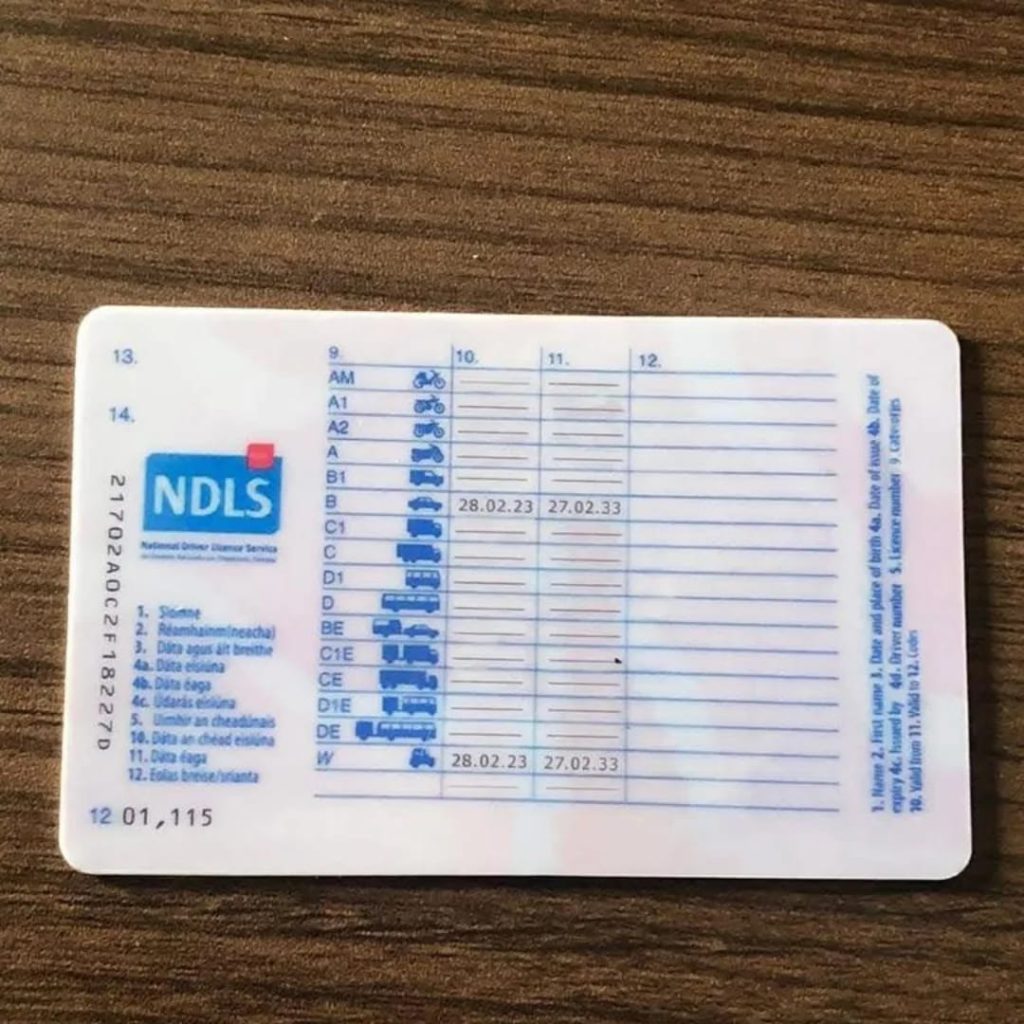 13.
14.
NDLS
National Driver Licence Service
21702A0C2F18227D
1. Sloinne
2. Réamhainm(neacha)
3. Dáta agus áit breithe
4a. Dáta eisiúna
4b. Dáta éaga
4c. Údarás eisiúna
5. Uimhir an cheadúnais
10. Dáta an chéad eisiúna
11. Dáta éaga
12. Eolas breise/srianta
12 01,115
9. 10. 11. 12.
AM
A1
A2
A
B1
B 28.02.23 27.02.33
C1
C
D1
D
BE
C1E
CE
D1E
DE
W 28.02.23 27.02.33
1. Name 2. First name 3. Date and place of birth 4a. Date of issue 4b. Date of
expiry 4c. Issued by 4d. Driver number 5. Licence number 9. Categories
10. Valid from 11. Valid to 12. Codes